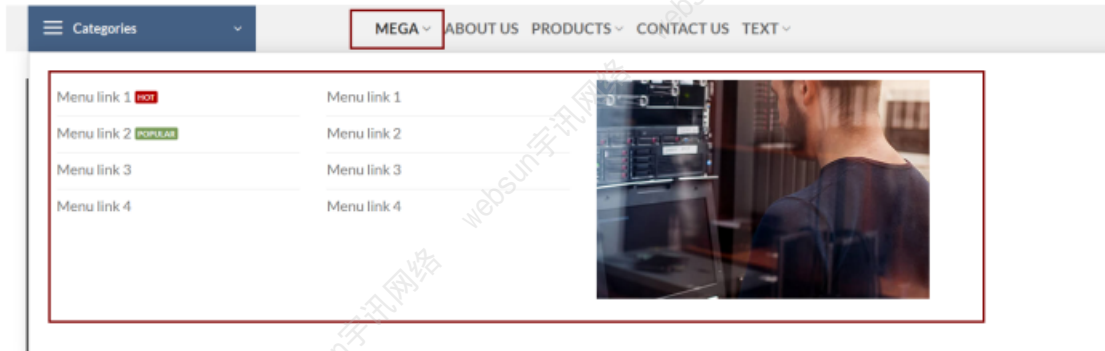 Categories
MEGA ABOUT US PRODUCTS CONTACT US TEXT
Menu link 1 HOT
Menu link 2 POPULAR
Menu link 3
Menu link 4
Menu link 1
Menu link 2
Menu link 3
Menu link 4
websun宇讯网络